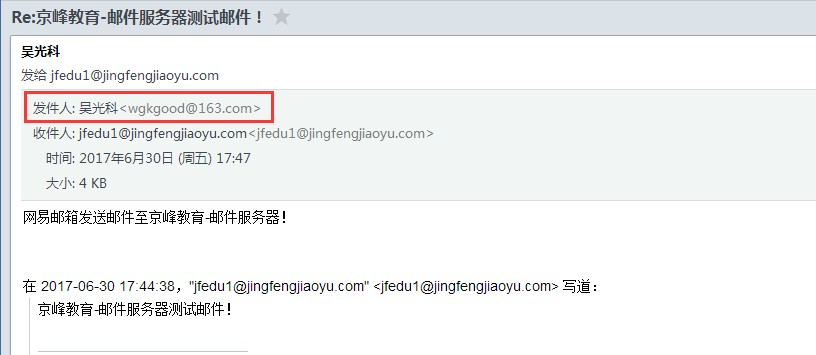 Re:京峰教育-邮件服务器测试邮件！
吴光科
发给 jfedu1@jingfengjiaoyu.com
发件人: 吴光科<wgkgood@163.com>
收件人: jfedu1@jingfengjiaoyu.com<jfedu1@jingfengjiaoyu.com>
时间: 2017年6月30日 (周五) 17:47
大小: 4 KB
网易邮箱发送邮件至京峰教育-邮件服务器！
在 2017-06-30 17:44:38，"jfedu1@jingfengjiaoyu.com" <jfedu1@jingfengjiaoyu.com> 写道：
京峰教育-邮件服务器测试邮件！